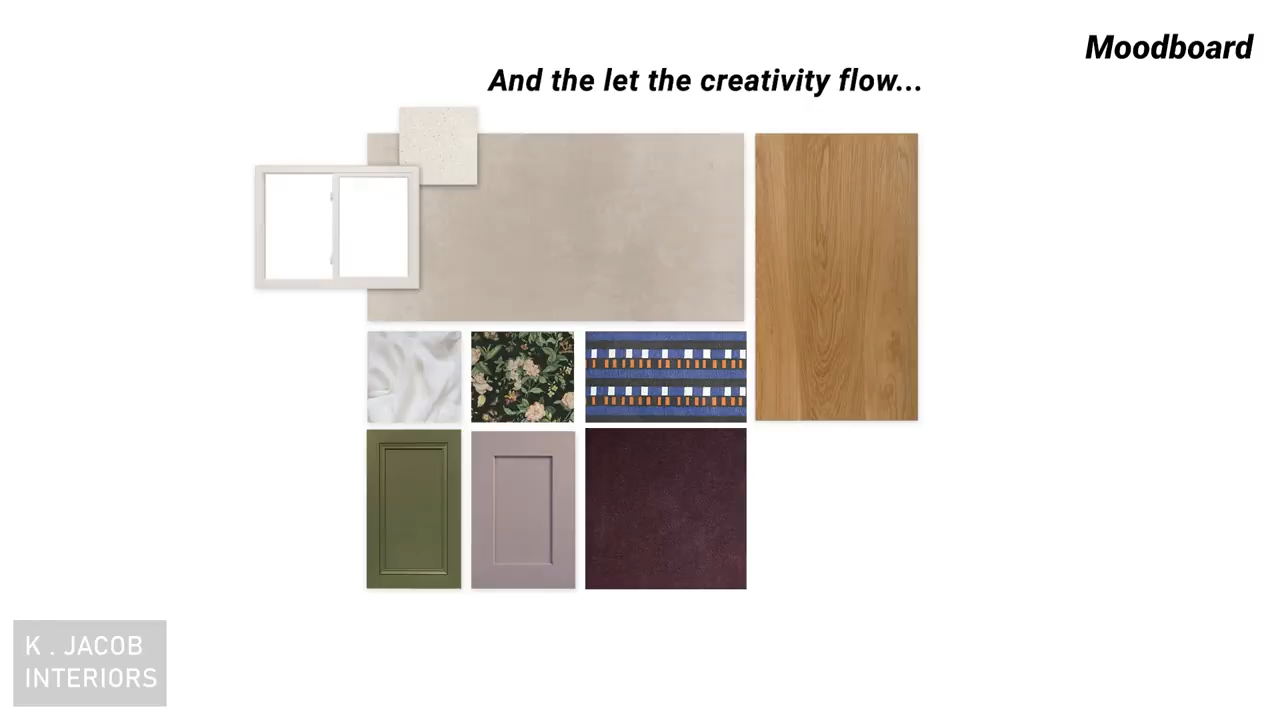 Moodboard
And the let the creativity flow...
K . JACOB
INTERIORS